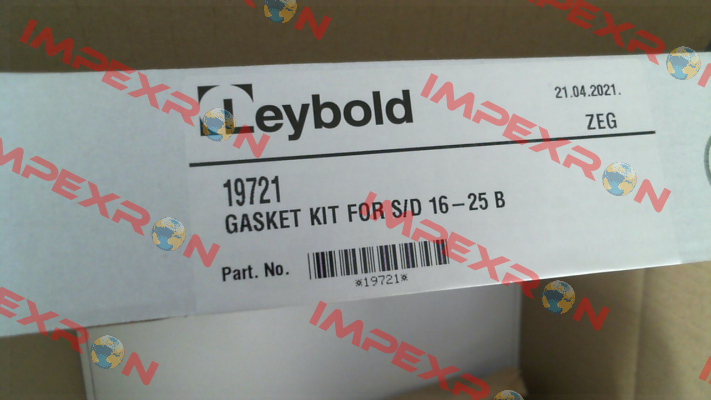 Leybold
21.04.2021.
ZEG
19721
GASKET KIT FOR S/D 16-25 B
Part. No.
*19721*
IMPEXRON
IMPEXRON
IMPEXRON
IMPEXRON
IMPEXRON
IMPEXRON
IMPEXRON